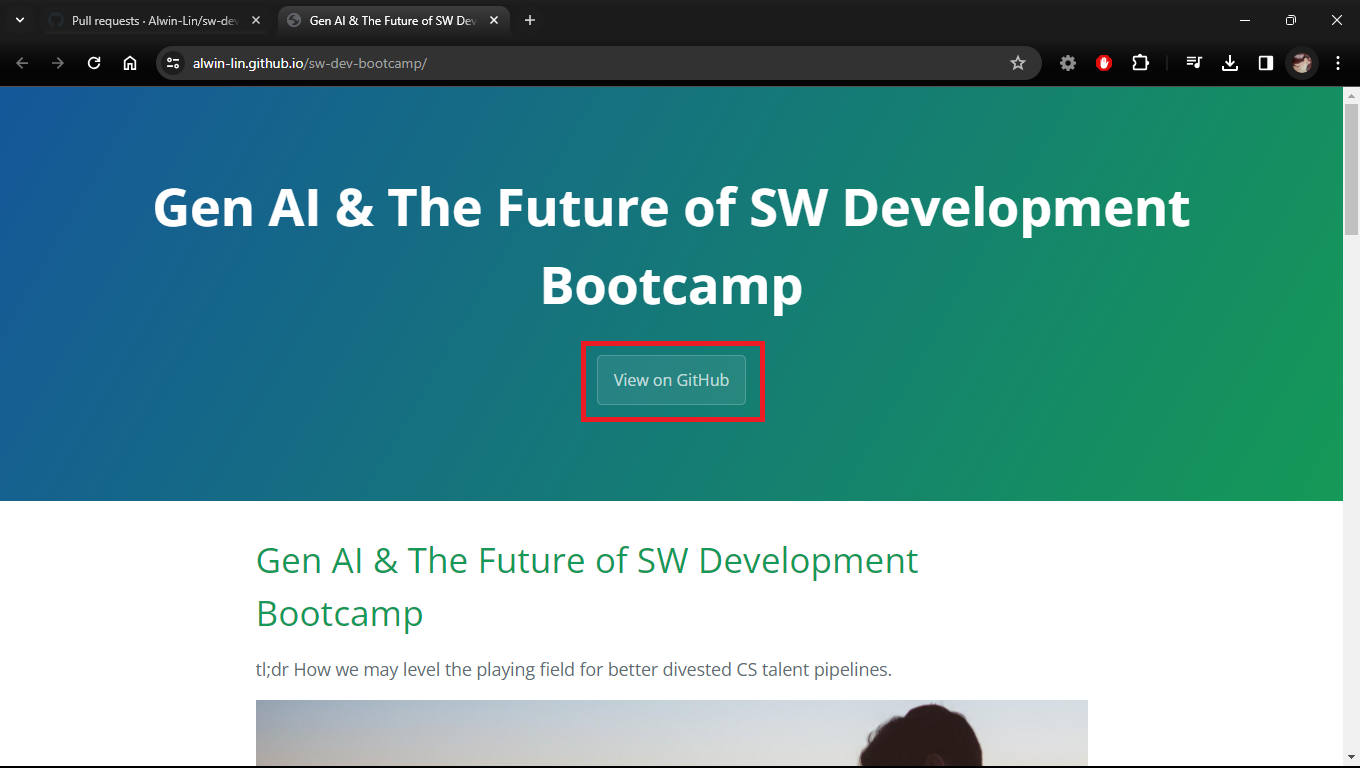 Pull requests · Alwin-Lin/sw-dev
Gen AI & The Future of SW Dev
alwin-lin.github.io/sw-dev-bootcamp/
Gen AI & The Future of SW Development
Bootcamp
View on GitHub
Gen AI & The Future of SW Development
Bootcamp
tl;dr How we may level the playing field for better divested CS talent pipelines.